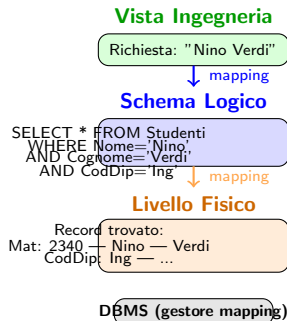 Vista Ingegneria
Richiesta: "Nino Verdi"
mapping
Schema Logico
SELECT * FROM Studenti
WHERE Nome='Nino'
AND Cognome='Verdi'
AND CodDip='Ing'
mapping
Livello Fisico
Record trovato:
Mat: 2340 — Nino — Verdi
CodDip: Ing — ...
DBMS (gestore mapping)